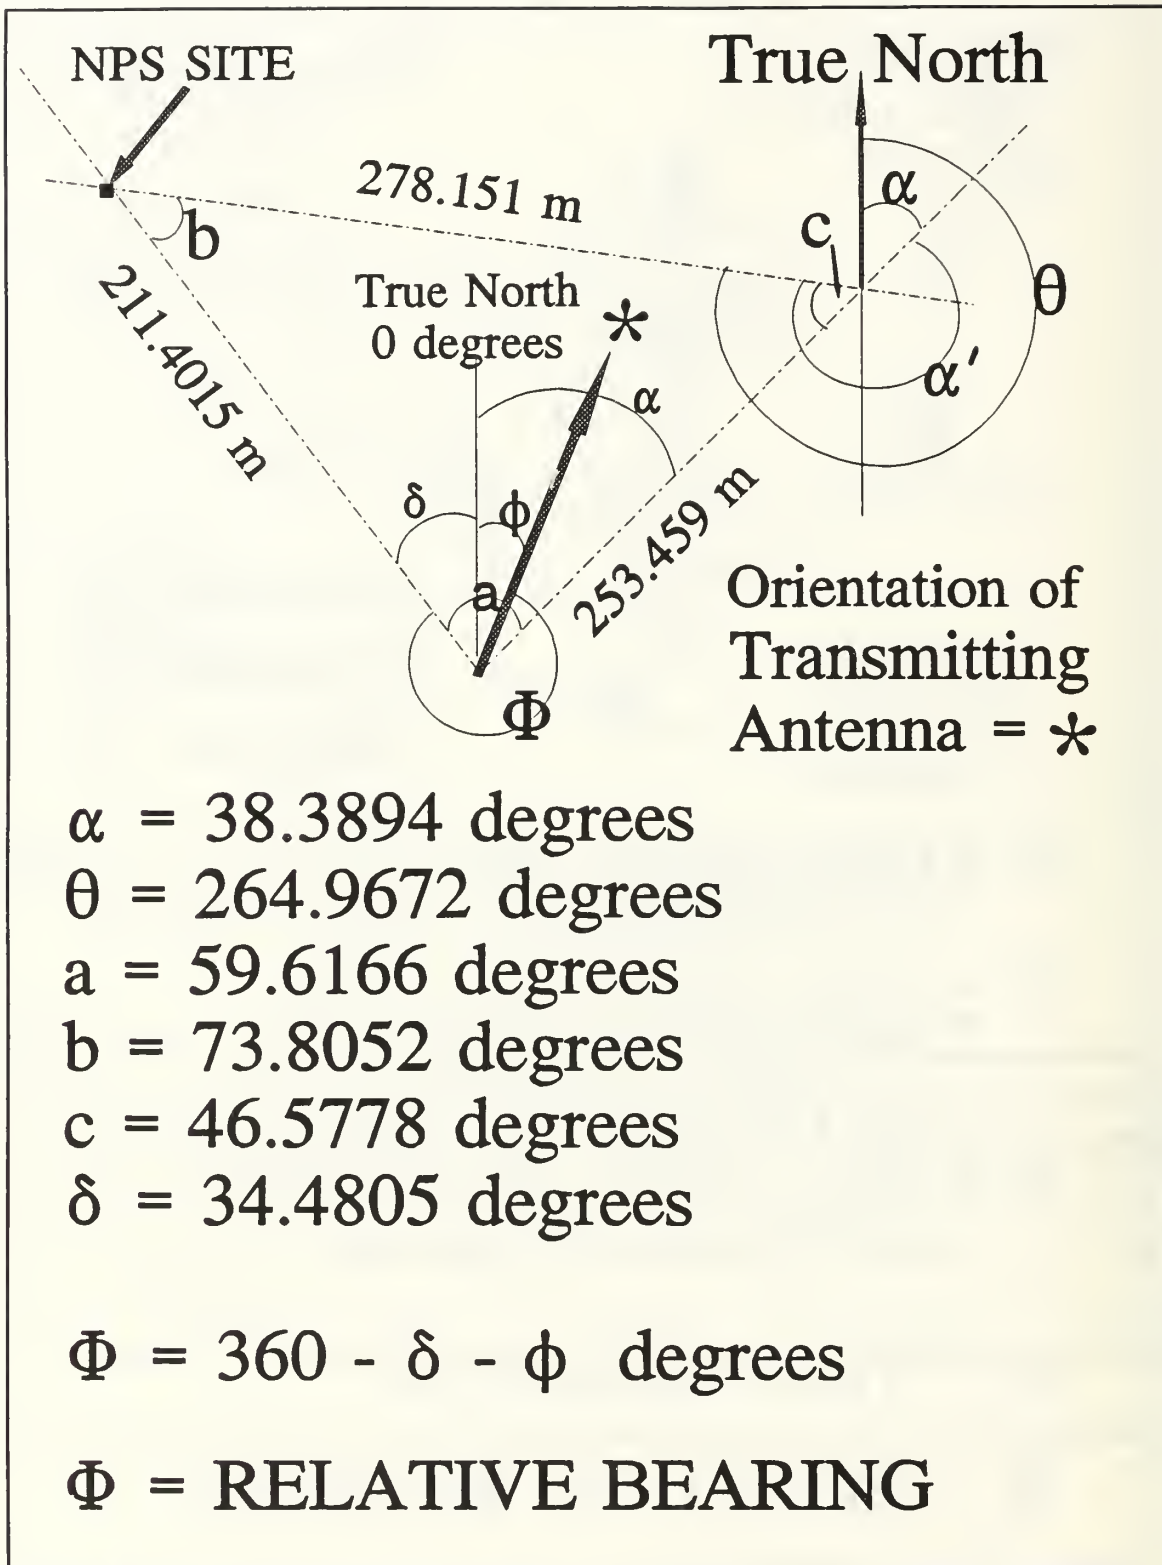 NPS SITE
True North
278.151 m
α
c
b
θ
True North
0 degrees
*
211.4015 m
α
α'
δ
ϕ
253.459 m
a
Φ
Orientation of
Transmitting
Antenna = *
α = 38.3894 degrees
θ = 264.9672 degrees
a = 59.6166 degrees
b = 73.8052 degrees
c = 46.5778 degrees
δ = 34.4805 degrees
Φ = 360 - δ - ϕ degrees
Φ = RELATIVE BEARING